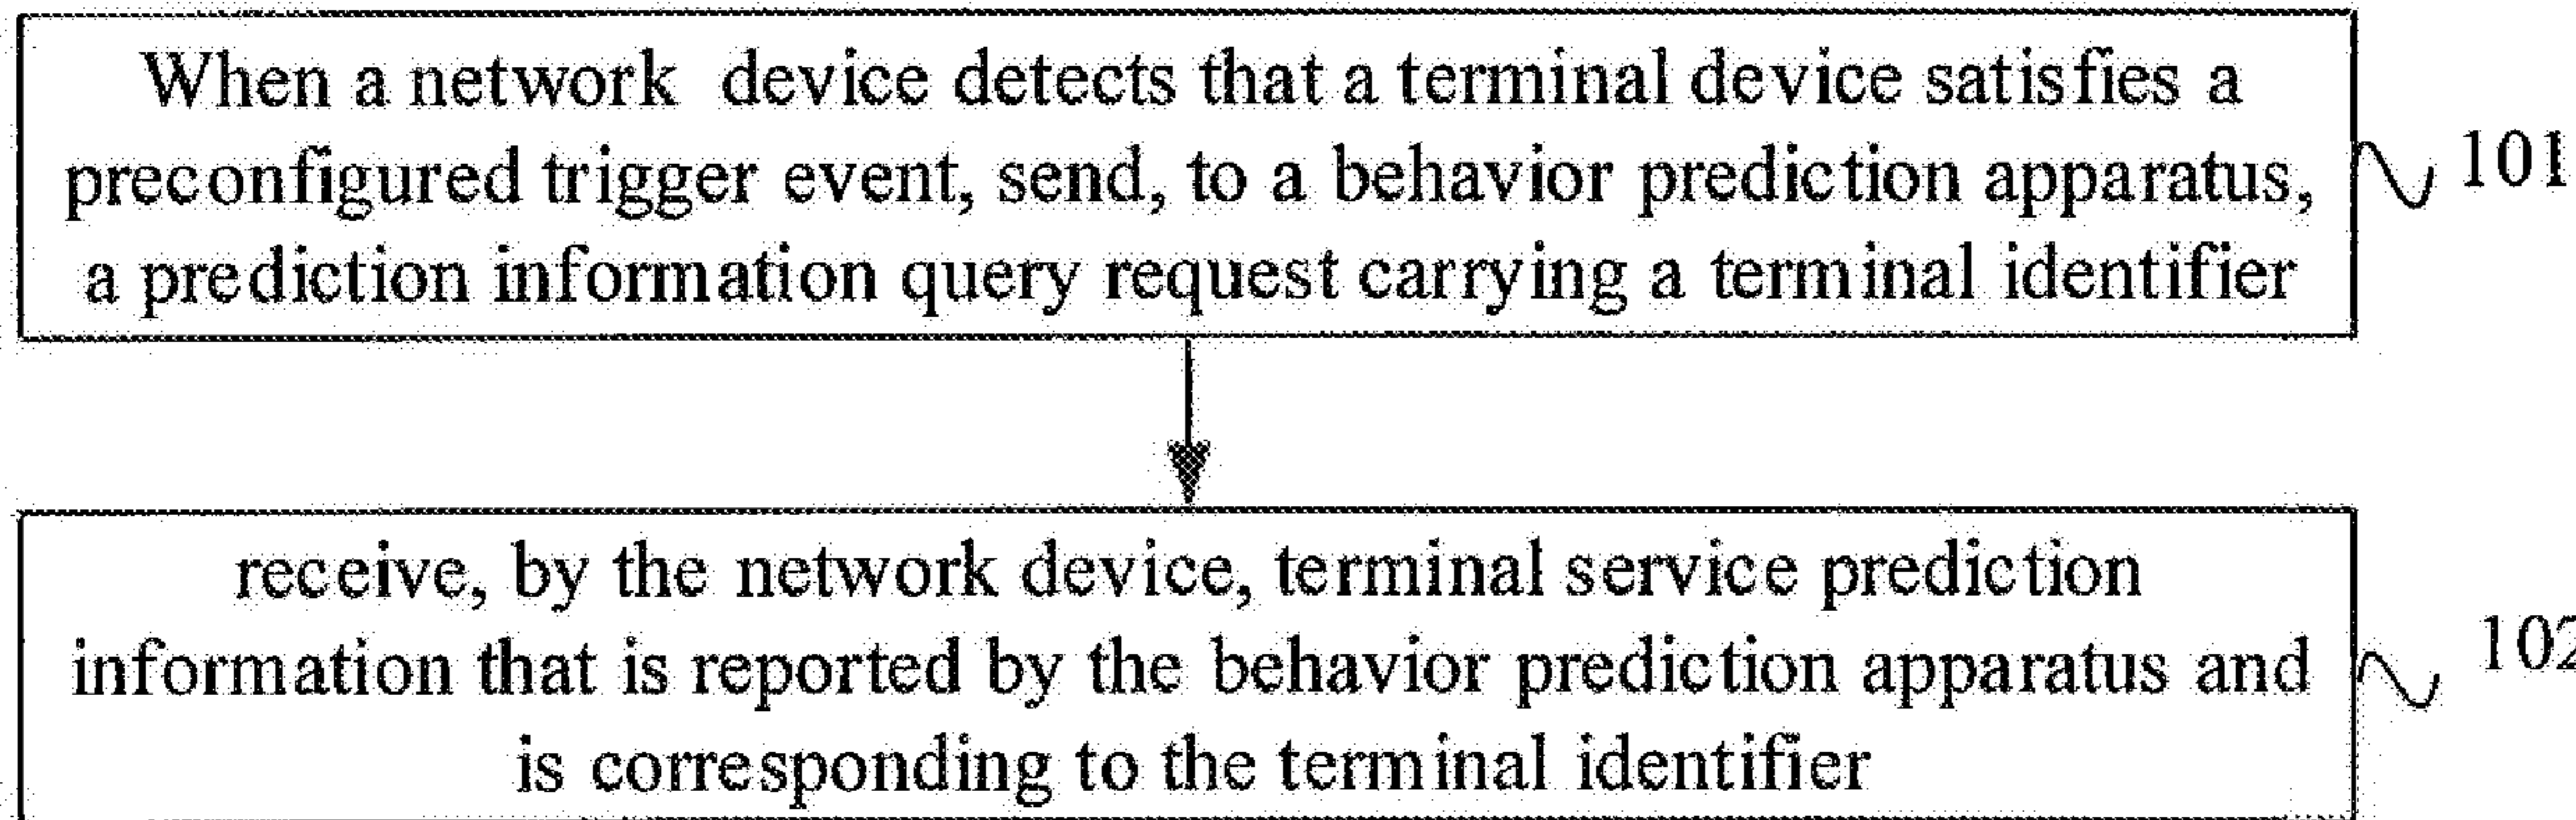 When a network device detects that a terminal device satisfies a
preconfigured trigger event, send, to a behavior prediction apparatus,
a prediction information query request carrying a terminal identifier
101
receive, by the network device, terminal service prediction
information that is reported by the behavior prediction apparatus and
is corresponding to the terminal identifier
102